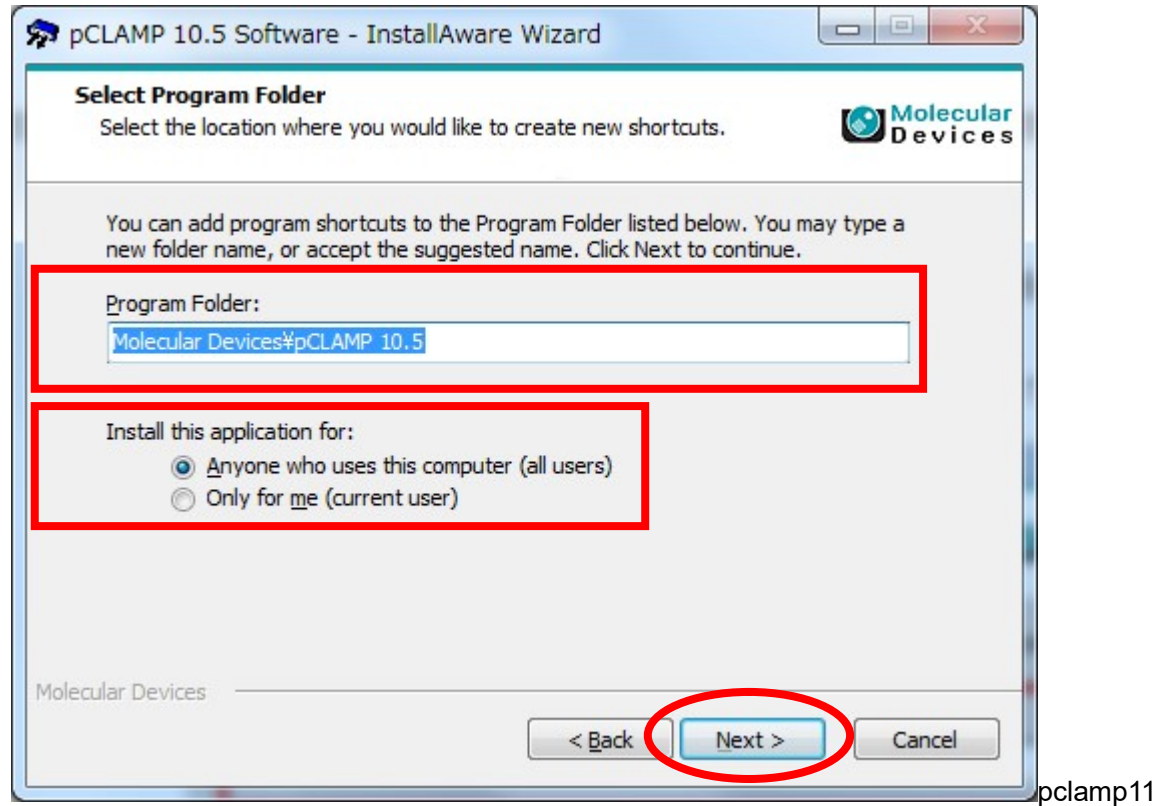 pCLAMP 10.5 Software - InstallAware Wizard
Select Program Folder
Select the location where you would like to create new shortcuts.
Molecular
Devices
You can add program shortcuts to the Program Folder listed below. You may type a
new folder name, or accept the suggested name. Click Next to continue.
Program Folder:
Molecular Devices¥pCLAMP 10.5
Install this application for:
Anyone who uses this computer (all users)
Only for me (current user)
Molecular Devices
< Back Next > Cancel
pclamp11